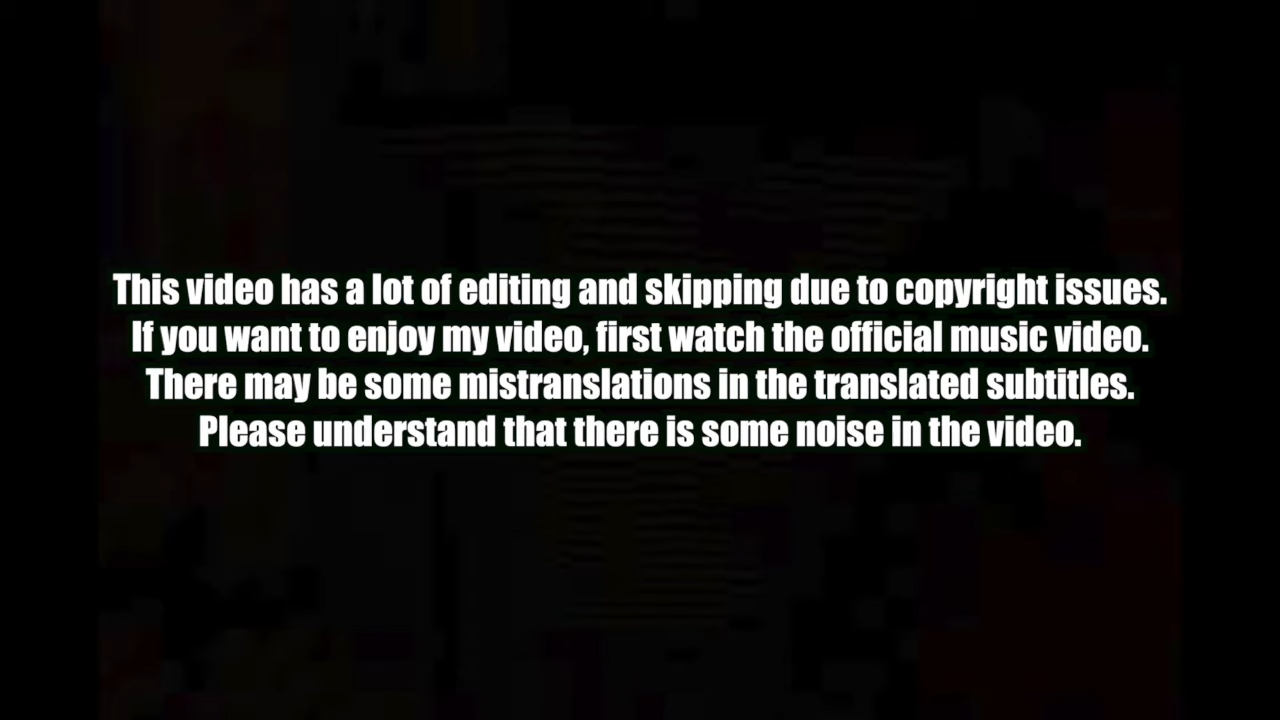 This video has a lot of editing and skipping due to copyright issues.
If you want to enjoy my video, first watch the official music video.
There may be some mistranslations in the translated subtitles.
Please understand that there is some noise in the video.